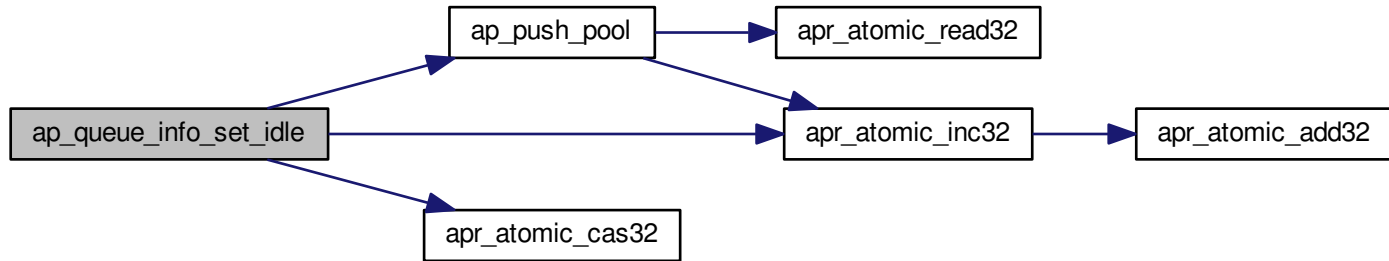 ap_push_pool
apr_atomic_read32
ap_queue_info_set_idle
apr_atomic_inc32
apr_atomic_add32
apr_atomic_cas32